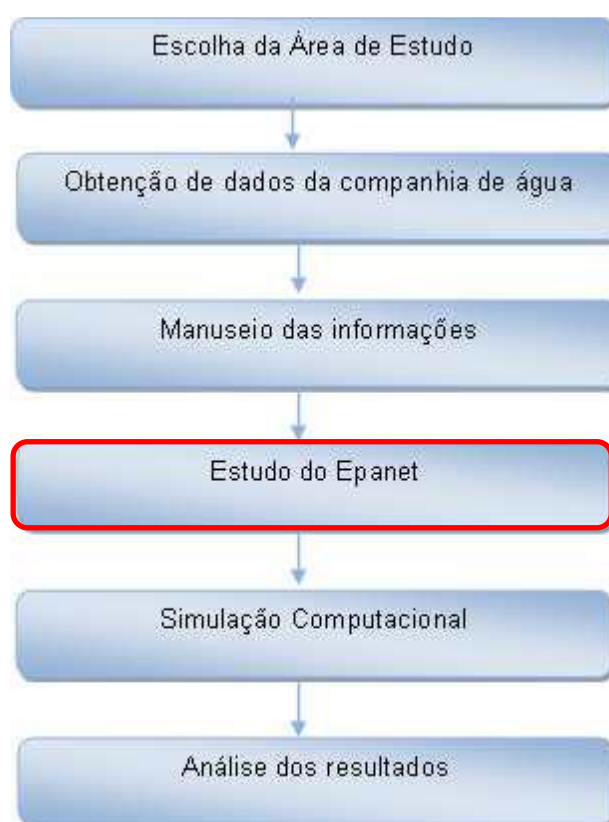 Escolha da Área de Estudo
Obtenção de dados da companhia de água
Manuseio das informações
Estudo do Epanet
Simulação Computacional
Análise dos resultados